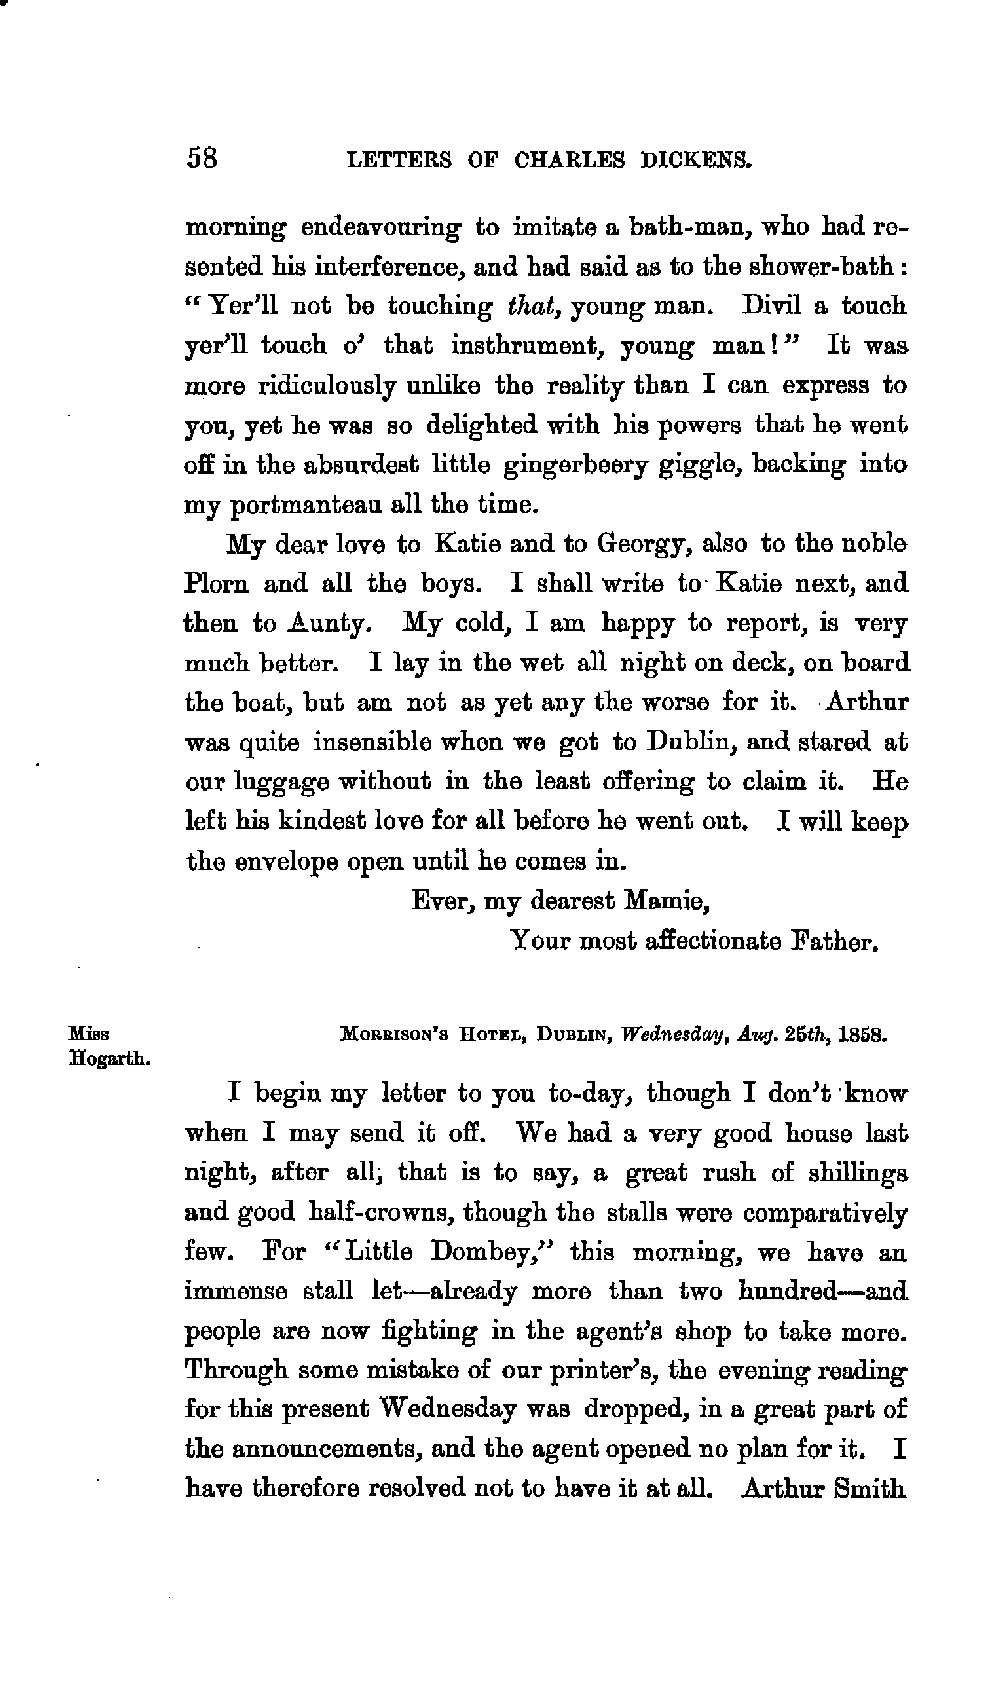 58 LETTERS OF CHARLES DICKENS.
morning endeavouring to imitate a bath-man, who had re-
sented his interference, and had said as to the shower-bath:
“Yer’ll not be touching that, young man. Divil a touch
yer’ll touch o’ that insthrument, young man!” It was
more ridiculously unlike the reality than I can express to
you, yet he was so delighted with his powers that he went
off in the absurdest little gingerbeery giggle, backing into
my portmanteau all the time.
My dear love to Katie and to Georgy, also to the noble
Plorn and all the boys. I shall write to Katie next, and
then to Aunty. My cold, I am happy to report, is very
much better. I lay in the wet all night on deck, on board
the boat, but am not as yet any the worse for it. Arthur
was quite insensible when we got to Dublin, and stared at
our luggage without in the least offering to claim it. He
left his kindest love for all before he went out. I will keep
the envelope open until he comes in.
Ever, my dearest Mamie,
Your most affectionate Father.
Miss
Hogarth.
MORRISON’S HOTEL, DUBLIN, Wednesday, Aug. 25th, 1858.
I begin my letter to you to-day, though I don’t know
when I may send it off. We had a very good house last
night, after all; that is to say, a great rush of shillings
and good half-crowns, though the stalls were comparatively
few. For “Little Dombey,” this morning, we have an
immense stall let—already more than two hundred—and
people are now fighting in the agent’s shop to take more.
Through some mistake of our printer’s, the evening reading
for this present Wednesday was dropped, in a great part of
the announcements, and the agent opened no plan for it. I
have therefore resolved not to have it at all. Arthur Smith